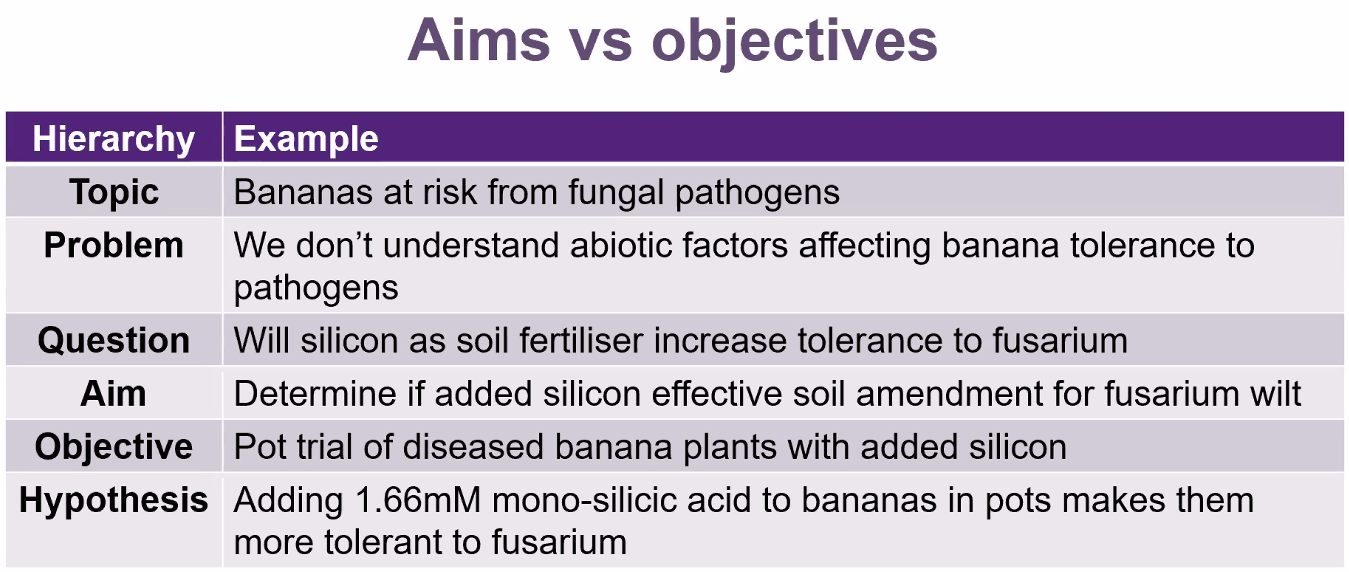 Aims vs objectives
Hierarchy Example
Topic Bananas at risk from fungal pathogens
Problem We don’t understand abiotic factors affecting banana tolerance to
pathogens
Question Will silicon as soil fertiliser increase tolerance to fusarium
Aim Determine if added silicon effective soil amendment for fusarium wilt
Objective Pot trial of diseased banana plants with added silicon
Hypothesis Adding 1.66mM mono-silicic acid to bananas in pots makes them
more tolerant to fusarium